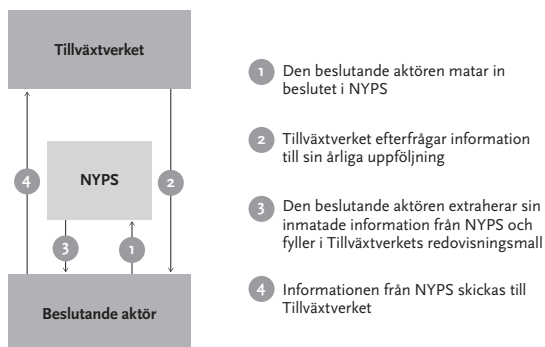 Tillväxtverket
NYPS
4
2
3
1
Beslutande aktör
1 Den beslutande aktören matar in
beslutet i NYPS
2 Tillväxtverket efterfrågar information
till sin årliga uppföljning
3 Den beslutande aktören extraherar sin
inmatade information från NYPS och
fyller i Tillväxtverkets redovisningsmall
4 Informationen från NYPS skickas till
Tillväxtverket